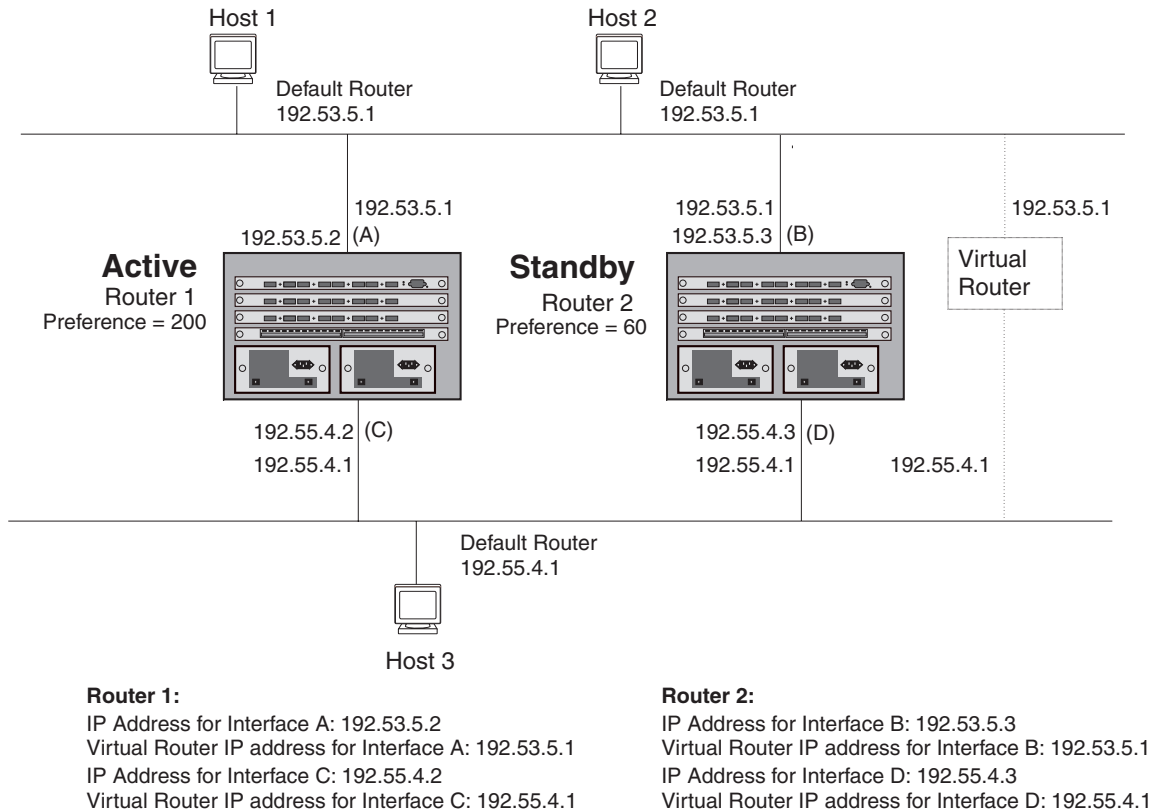 Host 1
Host 2
Default Router
192.53.5.1
Default Router
192.53.5.1
192.53.5.1
192.53.5.2 (A)
192.53.5.1
192.53.5.3 (B)
192.53.5.1
Active
Router 1
Preference = 200
Standby
Router 2
Preference = 60
Virtual
Router
192.55.4.2 (C)
192.55.4.1
192.55.4.3 (D)
192.55.4.1
192.55.4.1
Default Router
192.55.4.1
Host 3
Router 1:
IP Address for Interface A: 192.53.5.2
Virtual Router IP address for Interface A: 192.53.5.1
IP Address for Interface C: 192.55.4.2
Virtual Router IP address for Interface C: 192.55.4.1
Router 2:
IP Address for Interface B: 192.53.5.3
Virtual Router IP address for Interface B: 192.53.5.1
IP Address for Interface D: 192.55.4.3
Virtual Router IP address for Interface D: 192.55.4.1